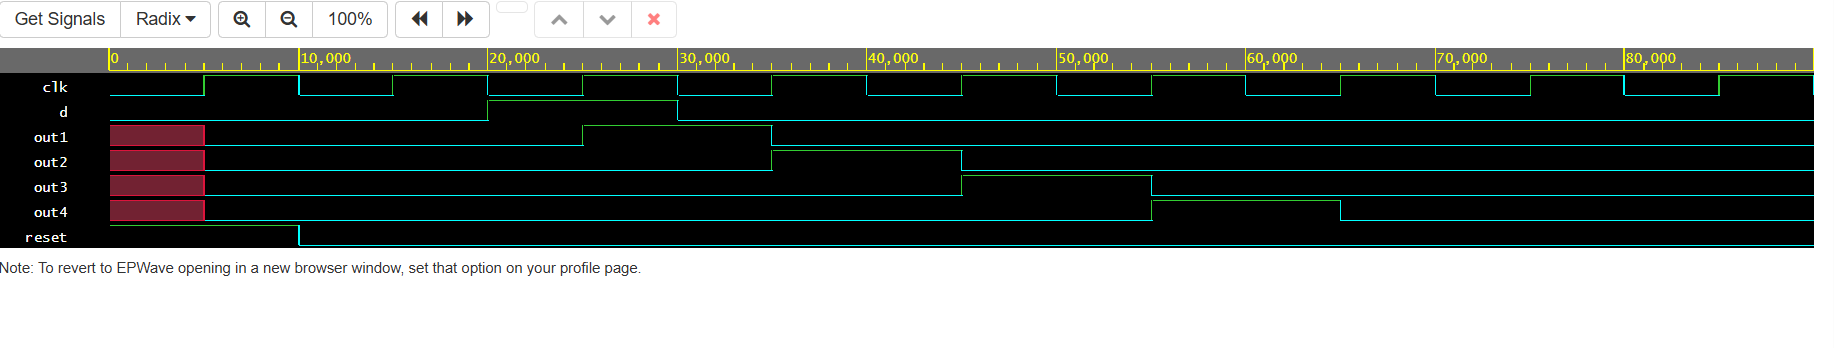 Get Signals Radix 100%
0 10,000 20,000 30,000 40,000 50,000 60,000 70,000 80,000
clk
d
out1
out2
out3
out4
reset
Note: To revert to EPWave opening in a new browser window, set that option on your profile page.